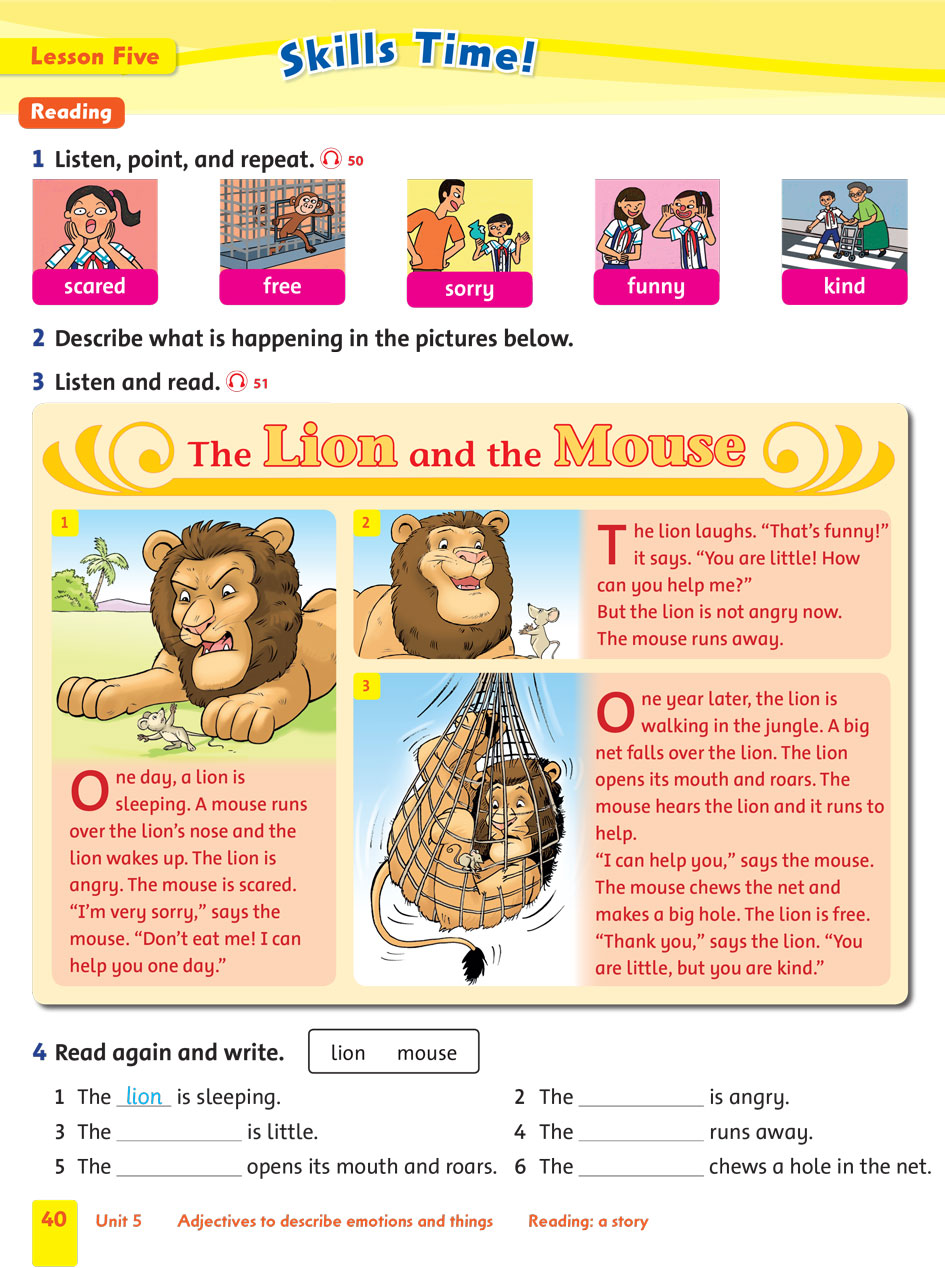 Lesson Five
Skills Time!
Reading
1 Listen, point, and repeat. 50
scared
free
sorry
funny
kind
2 Describe what is happening in the pictures below.
3 Listen and read. 51
The Lion and the Mouse
1
One day, a lion is
sleeping. A mouse runs
over the lion's nose and the
lion wakes up. The lion is
angry. The mouse is scared.
“I'm very sorry,” says the
mouse. “Don't eat me! I can
help you one day.”
2
The lion laughs. “That's funny!”
it says. “You are little! How
can you help me?”
But the lion is not angry now.
The mouse runs away.
3
One year later, the lion is
walking in the jungle. A big
net falls over the lion. The lion
opens its mouth and roars. The
mouse hears the lion and it runs to
help.
“I can help you,” says the mouse.
The mouse chews the net and
makes a big hole. The lion is free.
“Thank you,” says the lion. “You
are little, but you are kind.”
4 Read again and write.
lion mouse
1 The lion is sleeping.
2 The ____________ is angry.
3 The ____________ is little.
4 The ____________ runs away.
5 The ____________ opens its mouth and roars.
6 The ____________ chews a hole in the net.
40 Unit 5 Adjectives to describe emotions and things Reading: a story